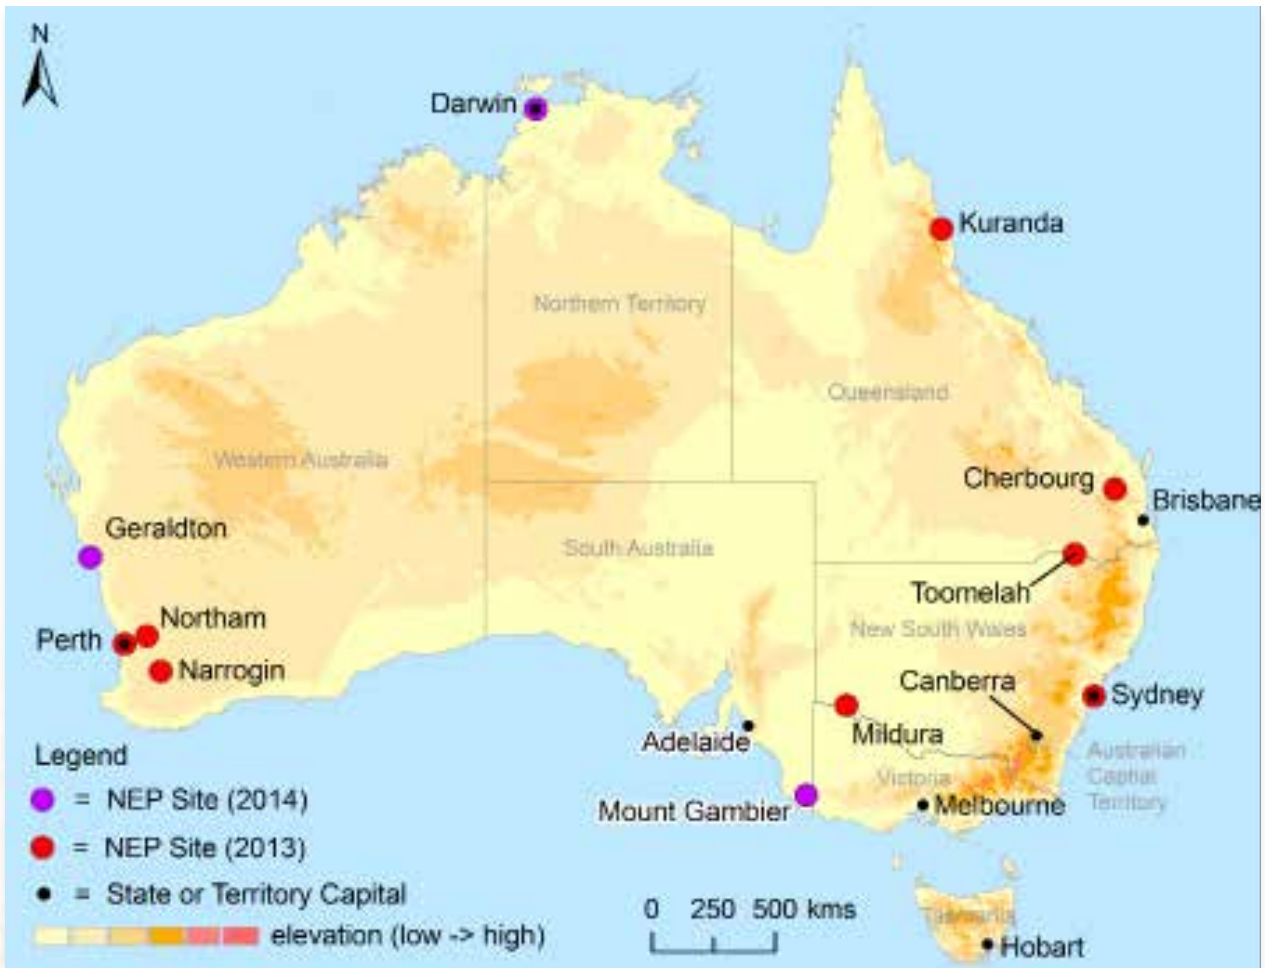 N
Darwin
Kuranda
Northern Territory
Queensland
Western Australia
Cherbourg
Brisbane
Geraldton
South Australia
Toomelah
Northam
New South Wales
Perth
Narrogin
Canberra
Sydney
Mildura
Adelaide
Australian
Capital
Territory
Victoria
Mount Gambier
Melbourne
Legend
= NEP Site (2014)
= NEP Site (2013)
= State or Territory Capital
elevation (low -> high)
0 250 500 kms
Tasmania
Hobart